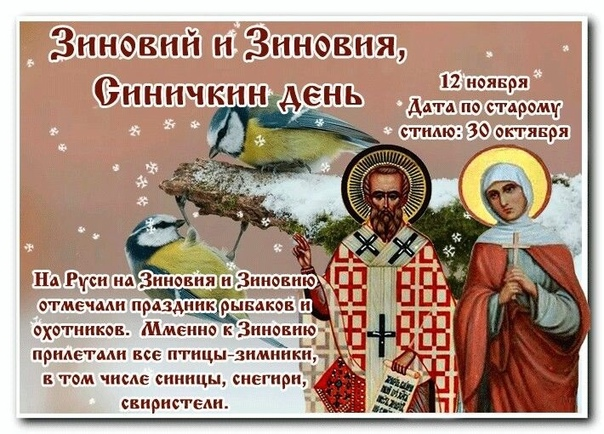 Зиновий и Зиновия,
Синичкин день
12 ноября
Дата по старому
стилю: 30 октября
На Руси на Зиновия и Зиновию
отмечали праздник рыбаков и
охотников. Мменно к Зиновию
прилетали все птицы-зимники,
в том числе синицы, снегири,
свиристели.